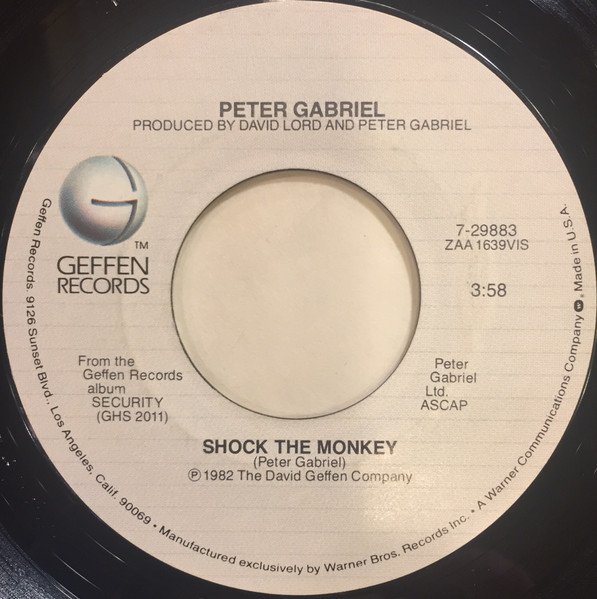 PETER GABRIEL
PRODUCED BY DAVID LORD AND PETER GABRIEL
G
TM
GEFFEN
RECORDS
7-29883
ZAA 1639VIS
3:58
From the
Geffen Records
album
SECURITY
(GHS 2011)
Peter
Gabriel
Ltd.
ASCAP
SHOCK THE MONKEY
(Peter Gabriel)
Ⓟ 1982 The David Geffen Company
Geffen Records 9126 Sunset Blvd. Los Angeles, Calif. 90069 • Manufactured exclusively by Warner Bros. Records Inc. • A Warner Communications Company. Made in U.S.A.